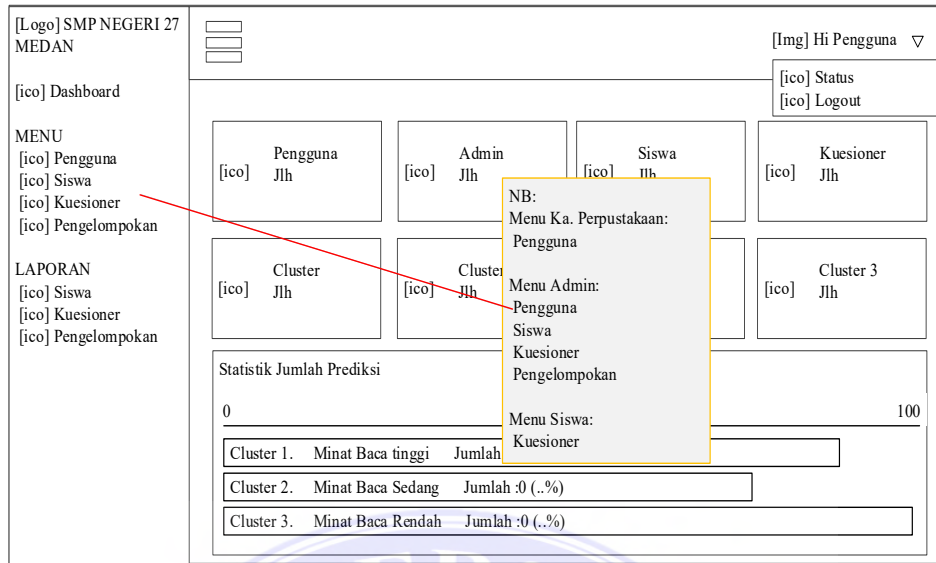 [Logo] SMP NEGERI 27
MEDAN
[ico] Dashboard
MENU
[ico] Pengguna
[ico] Siswa
[ico] Kuesioner
[ico] Pengelompokan
LAPORAN
[ico] Siswa
[ico] Kuesioner
[ico] Pengelompokan
[Img] Hi Pengguna
[ico] Status
[ico] Logout
Pengguna
[ico] Jlh
Admin
[ico] Jlh
Siswa
[ico] Jlh
Kuesioner
[ico] Jlh
Cluster
[ico] Jlh
Cluster
[ico] Jlh
Cluster 3
[ico] Jlh
NB:
Menu Ka. Perpustakaan:
Pengguna
Menu Admin:
Pengguna
Siswa
Kuesioner
Pengelompokan
Menu Siswa:
Kuesioner
Statistik Jumlah Prediksi
0 100
Cluster 1. Minat Baca tinggi Jumlah
Cluster 2. Minat Baca Sedang Jumlah :0 (..%)
Cluster 3. Minat Baca Rendah Jumlah :0 (..%)